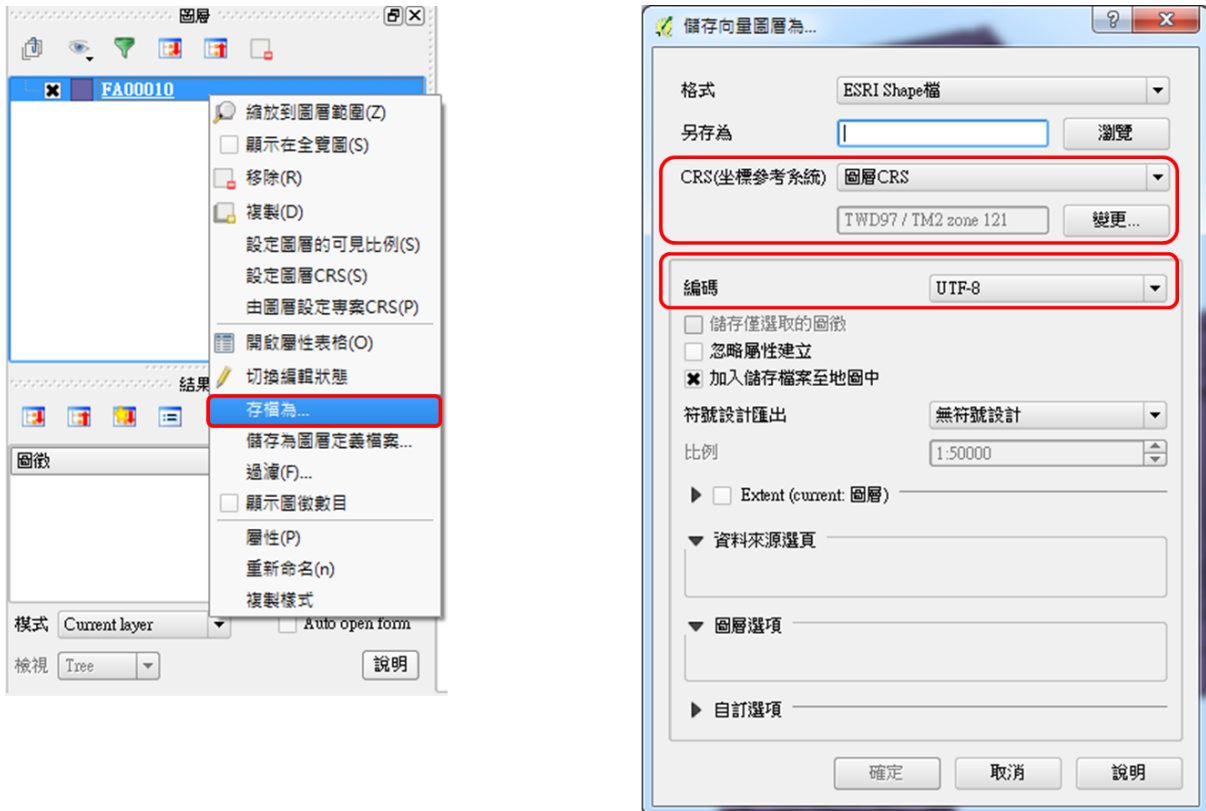 圖層
FA00010
縮放到圖層範圍(Z)
顯示在全覽圖(S)
移除(R)
複製(D)
設定圖層的可見比例(S)
設定圖層CRS(S)
由圖層設定專案CRS(P)
開啟屬性表格(O)
切換編輯狀態
存檔為...
儲存為圖層定義檔案...
過濾(F)...
顯示圖徵數目
屬性(P)
重新命名(n)
複製樣式
結果
圖徵
模式 Current layer Auto open form
檢視 Tree 說明
儲存向量圖層為...
格式 ESRI Shape檔
另存為 瀏覽
CRS(坐標參考系統) 圖層CRS
TWD97 / TM2 zone 121 變更...
編碼 UTF-8
儲存僅選取的圖徵
忽略屬性建立
加入儲存檔案至地圖中
符號設計匯出 無符號設計
比例 1:50000
Extent (current: 圖層)
資料來源選頁
圖層選項
自訂選項
確定 取消 說明